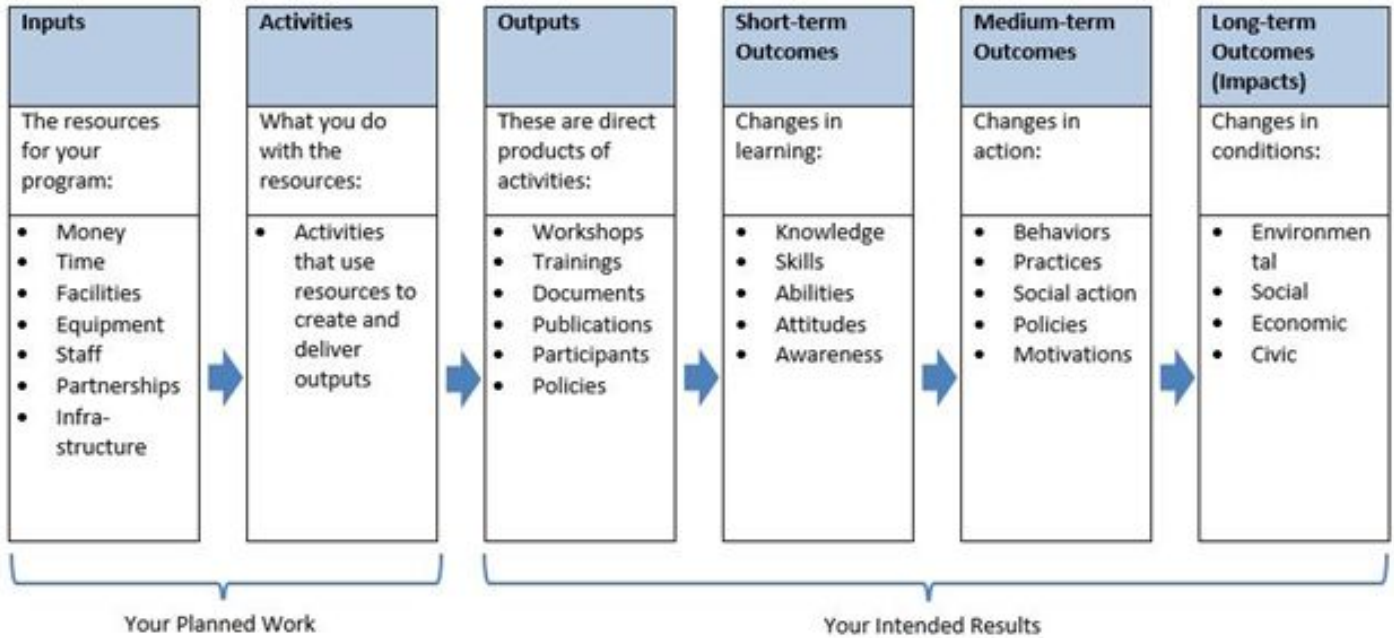 Inputs
The resources
for your
program:
• Money
• Time
• Facilities
• Equipment
• Staff
• Partnerships
• Infra-
structure
Activities
What you do
with the
resources:
• Activities
that use
resources to
create and
deliver
outputs
Outputs
These are direct
products of
activities:
• Workshops
• Trainings
• Documents
• Publications
• Participants
• Policies
Short-term
Outcomes
Changes in
learning:
• Knowledge
• Skills
• Abilities
• Attitudes
• Awareness
Medium-term
Outcomes
Changes in
action:
• Behaviors
• Practices
• Social action
• Policies
• Motivations
Long-term
Outcomes
(Impacts)
Changes in
conditions:
• Environmen
tal
• Social
• Economic
• Civic
Your Planned Work
Your Intended Results